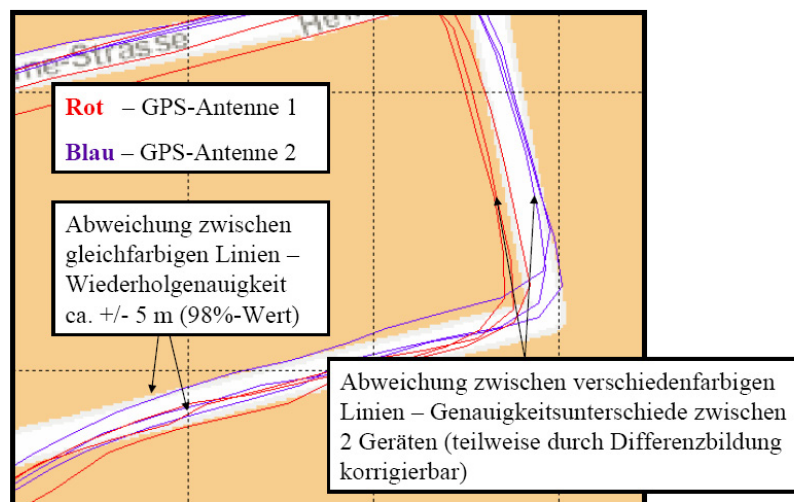 rne-Strasse
Rot – GPS-Antenne 1
Blau – GPS-Antenne 2
Abweichung zwischen
gleichfarbigen Linien –
Wiederholgenauigkeit
ca. +/- 5 m (98%-Wert)
Abweichung zwischen verschiedenfarbigen
Linien – Genauigkeitsunterschiede zwischen
2 Geräten (teilweise durch Differenzbildung
korrigierbar)